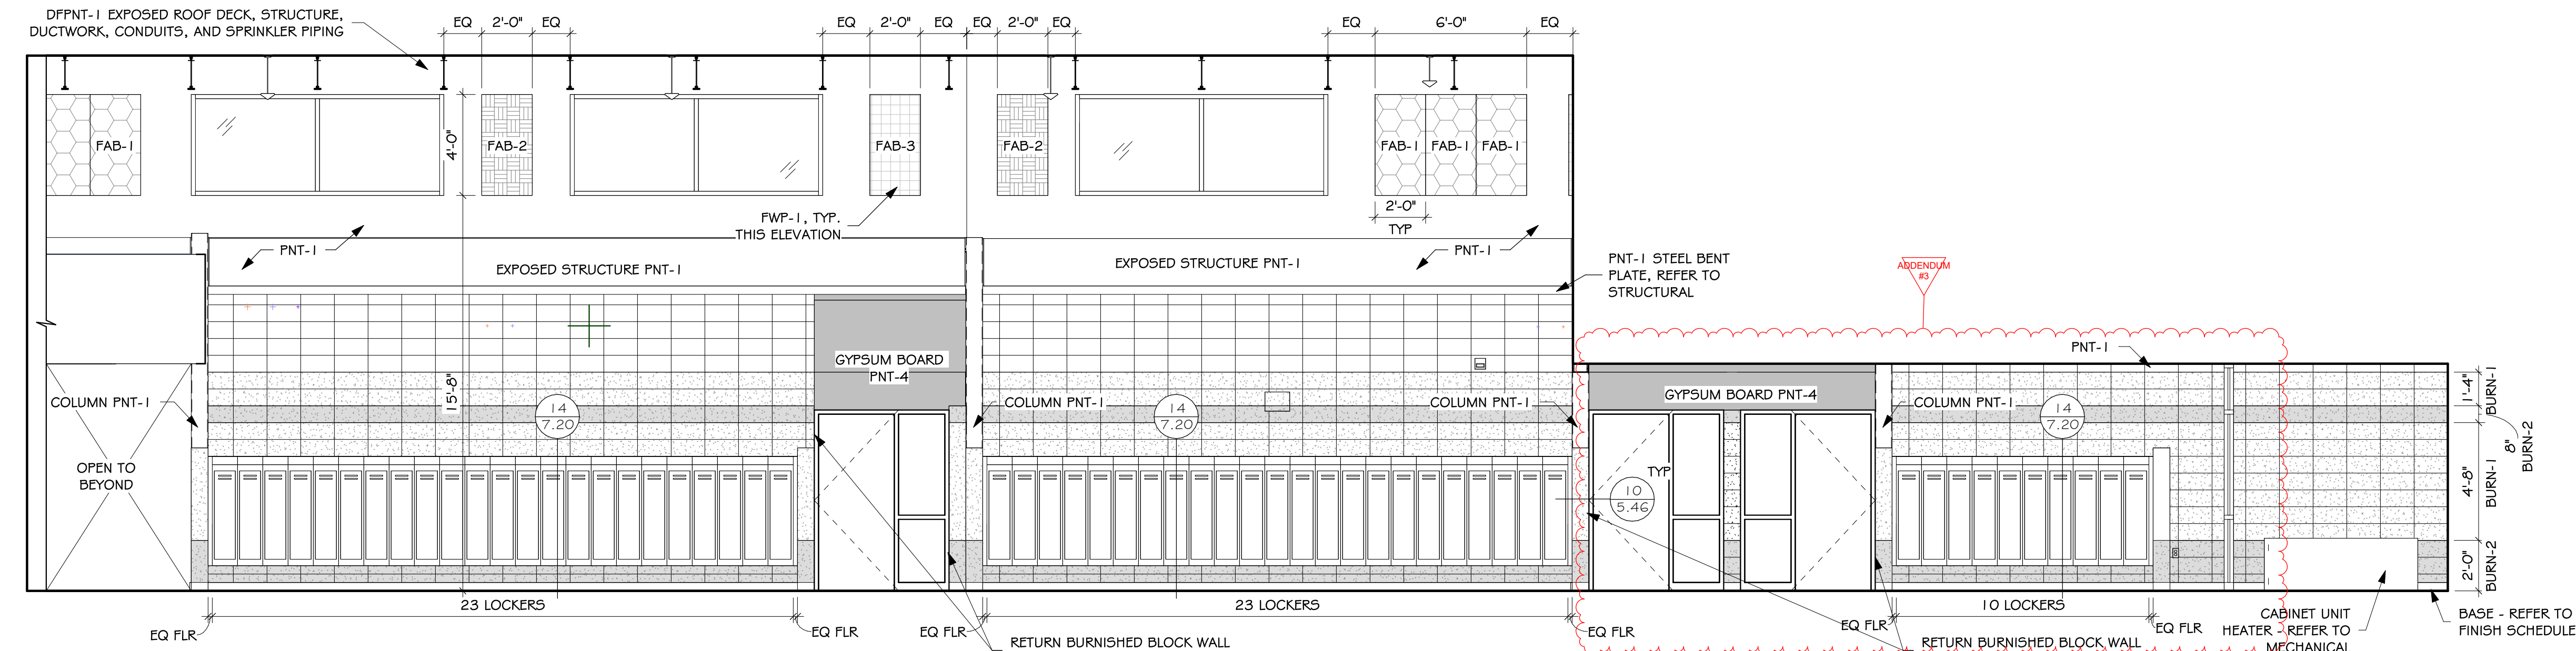 DFPNT-1 EXPOSED ROOF DECK, STRUCTURE,
DUCTWORK, CONDUITS, AND SPRINKLER PIPING
EQ 2'-0" EQ
EQ 2'-0" EQ EQ 2'-0" EQ
EQ 6'-0" EQ
FAB-1
4'-0"
FAB-2
FAB-3
FAB-2
FAB-1
FAB-1
FAB-1
2'-0"
TYP
FWP-1, TYP.
THIS ELEVATION
PNT-1
EXPOSED STRUCTURE PNT-1
EXPOSED STRUCTURE PNT-1
PNT-1
PNT-1 STEEL BENT
PLATE, REFER TO
STRUCTURAL
ADDENDUM
#3
PNT-1
GYPSUM BOARD
PNT-4
GYPSUM BOARD PNT-4
COLUMN PNT-1
15'-8"
14
7.20
COLUMN PNT-1
14
7.20
COLUMN PNT-1
COLUMN PNT-1
14
7.20
1'-4"
BURN-1
8"
BURN-2
4'-8"
BURN-1
2'-0"
BURN-2
OPEN TO
BEYOND
TYP
10
5.46
23 LOCKERS
23 LOCKERS
10 LOCKERS
EQ FLR
EQ FLR
EQ FLR
EQ FLR
EQ FLR
EQ FLR
RETURN BURNISHED BLOCK WALL
RETURN BURNISHED BLOCK WALL
CABINET UNIT
HEATER - REFER TO
MECHANICAL
BASE - REFER TO
FINISH SCHEDULE